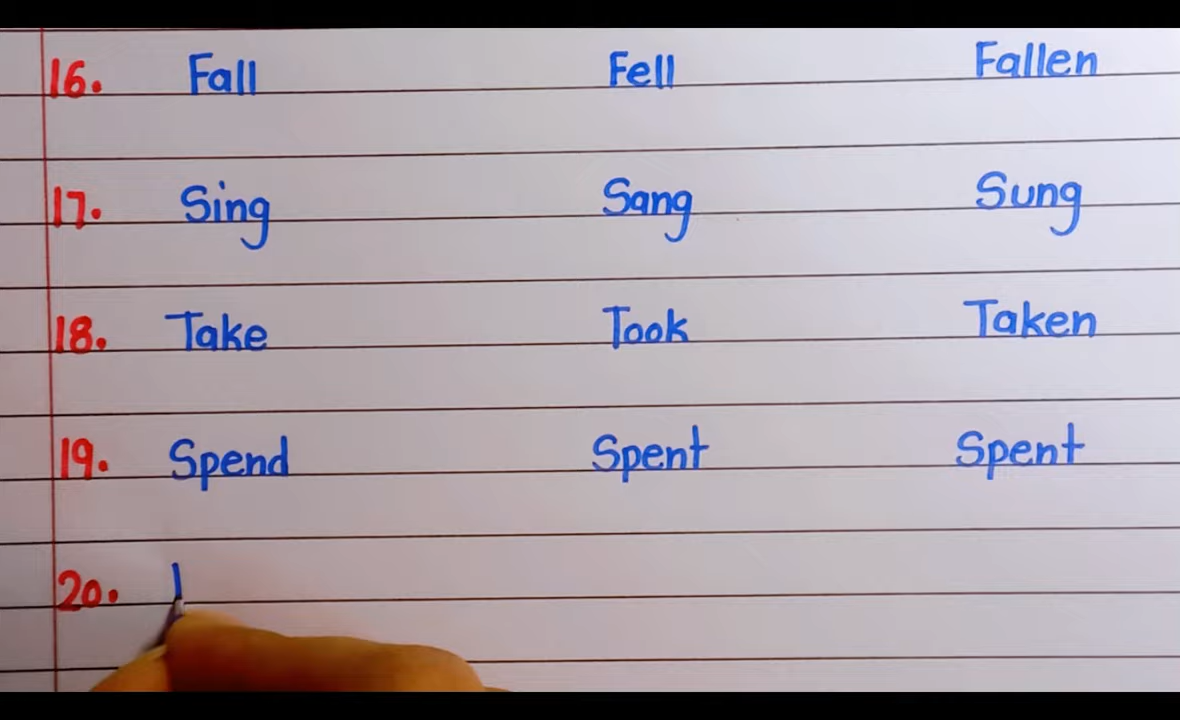 16. Fall Fell Fallen
17. Sing Sang Sung
18. Take Took Taken
19. Spend Spent Spent
20.